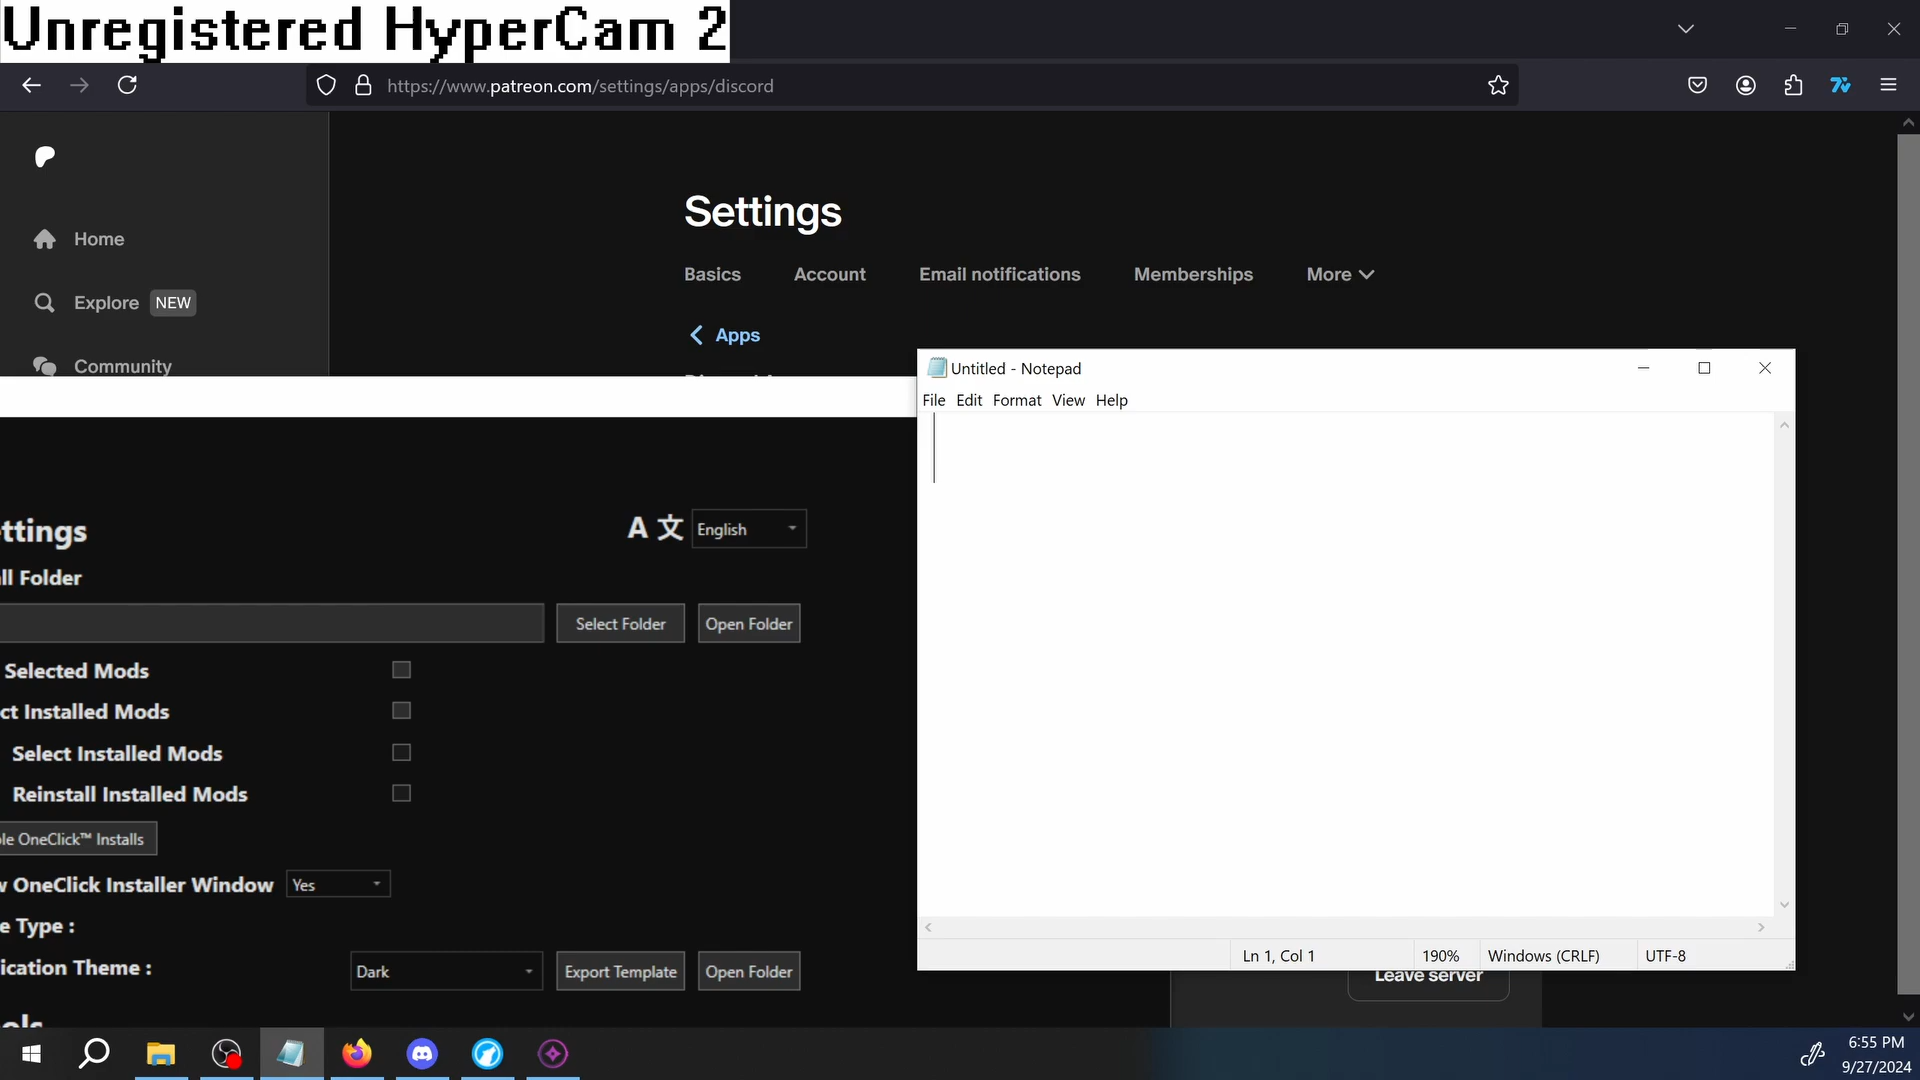 Unregistered HyperCam 2
https://www.patreon.com/settings/apps/discord
Home
Explore NEW
Community
Settings
Basics Account Email notifications Memberships More
Apps
Untitled - Notepad
File Edit Format View Help
ttings
A 文 English
ll Folder
Select Folder Open Folder
Selected Mods
ct Installed Mods
Select Installed Mods
Reinstall Installed Mods
le OneClick™ Installs
w OneClick Installer Window Yes
e Type :
ication Theme : Dark Export Template Open Folder
Ln 1, Col 1 190% Windows (CRLF) UTF-8
Leave server
6:55 PM
9/27/2024